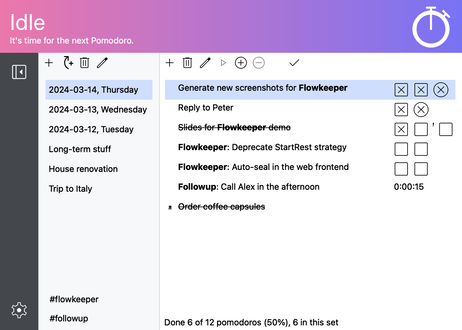 Idle
It's time for the next Pomodoro.
2024-03-14, Thursday
2024-03-13, Wednesday
2024-03-12, Tuesday
Long-term stuff
House renovation
Trip to Italy
#flowkeeper
#followup
Generate new screenshots for Flowkeeper
Reply to Peter
Slides for Flowkeeper demo
Flowkeeper: Deprecate StartRest strategy
Flowkeeper: Auto-seal in the web frontend
Followup: Call Alex in the afternoon
0:00:15
Order coffee capsules
Done 6 of 12 pomodoros (50%), 6 in this set